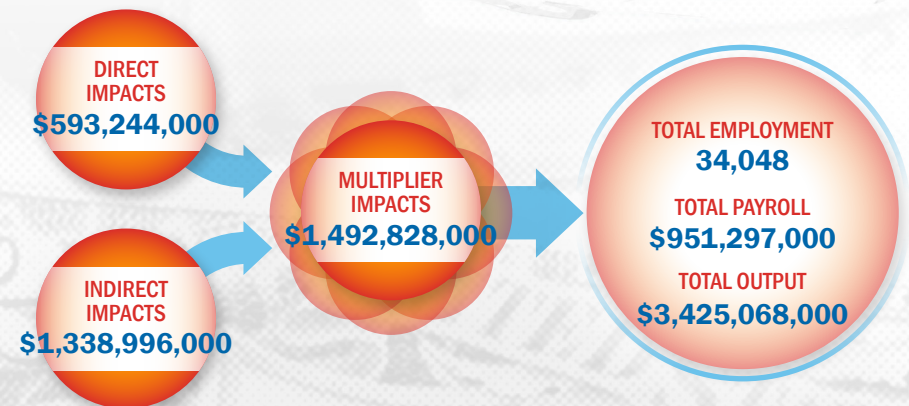 DIRECT
IMPACTS
$593,244,000
INDIRECT
IMPACTS
$1,338,996,000
MULTIPLIER
IMPACTS
$1,492,828,000
TOTAL EMPLOYMENT
34,048
TOTAL PAYROLL
$951,297,000
TOTAL OUTPUT
$3,425,068,000